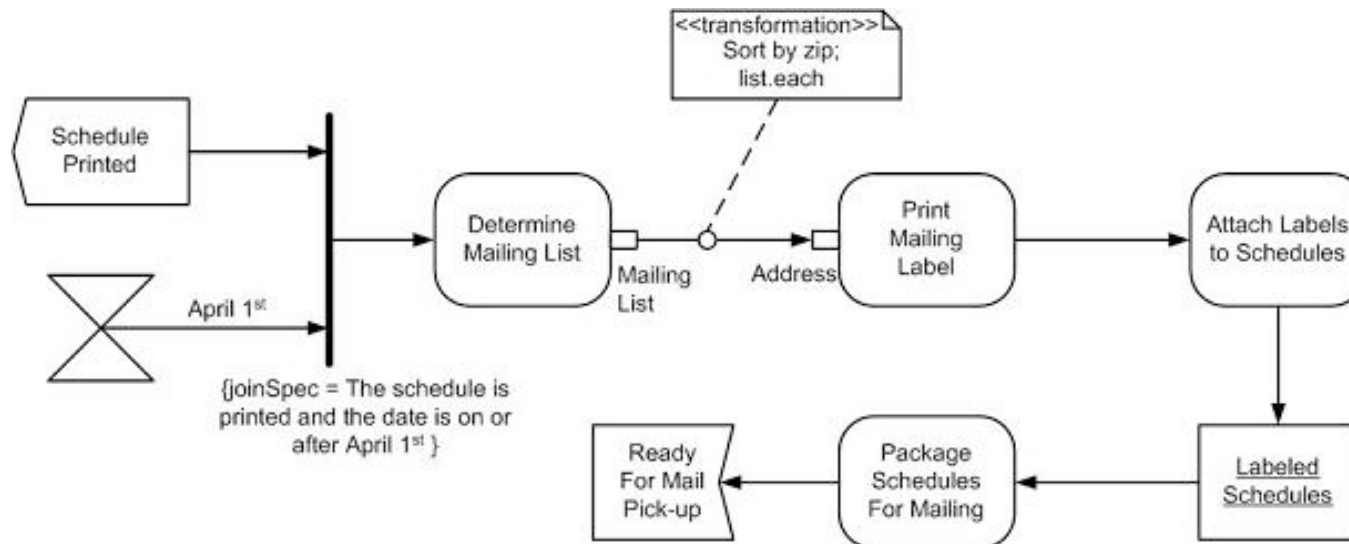 <<transformation>>
Sort by zip;
list.each
Schedule
Printed
Determine
Mailing List
Mailing
List
Address
Print
Mailing
Label
Attach Labels
to Schedules
April 1st
{joinSpec = The schedule is
printed and the date is on or
after April 1st }
Ready
For Mail
Pick-up
Package
Schedules
For Mailing
Labeled
Schedules